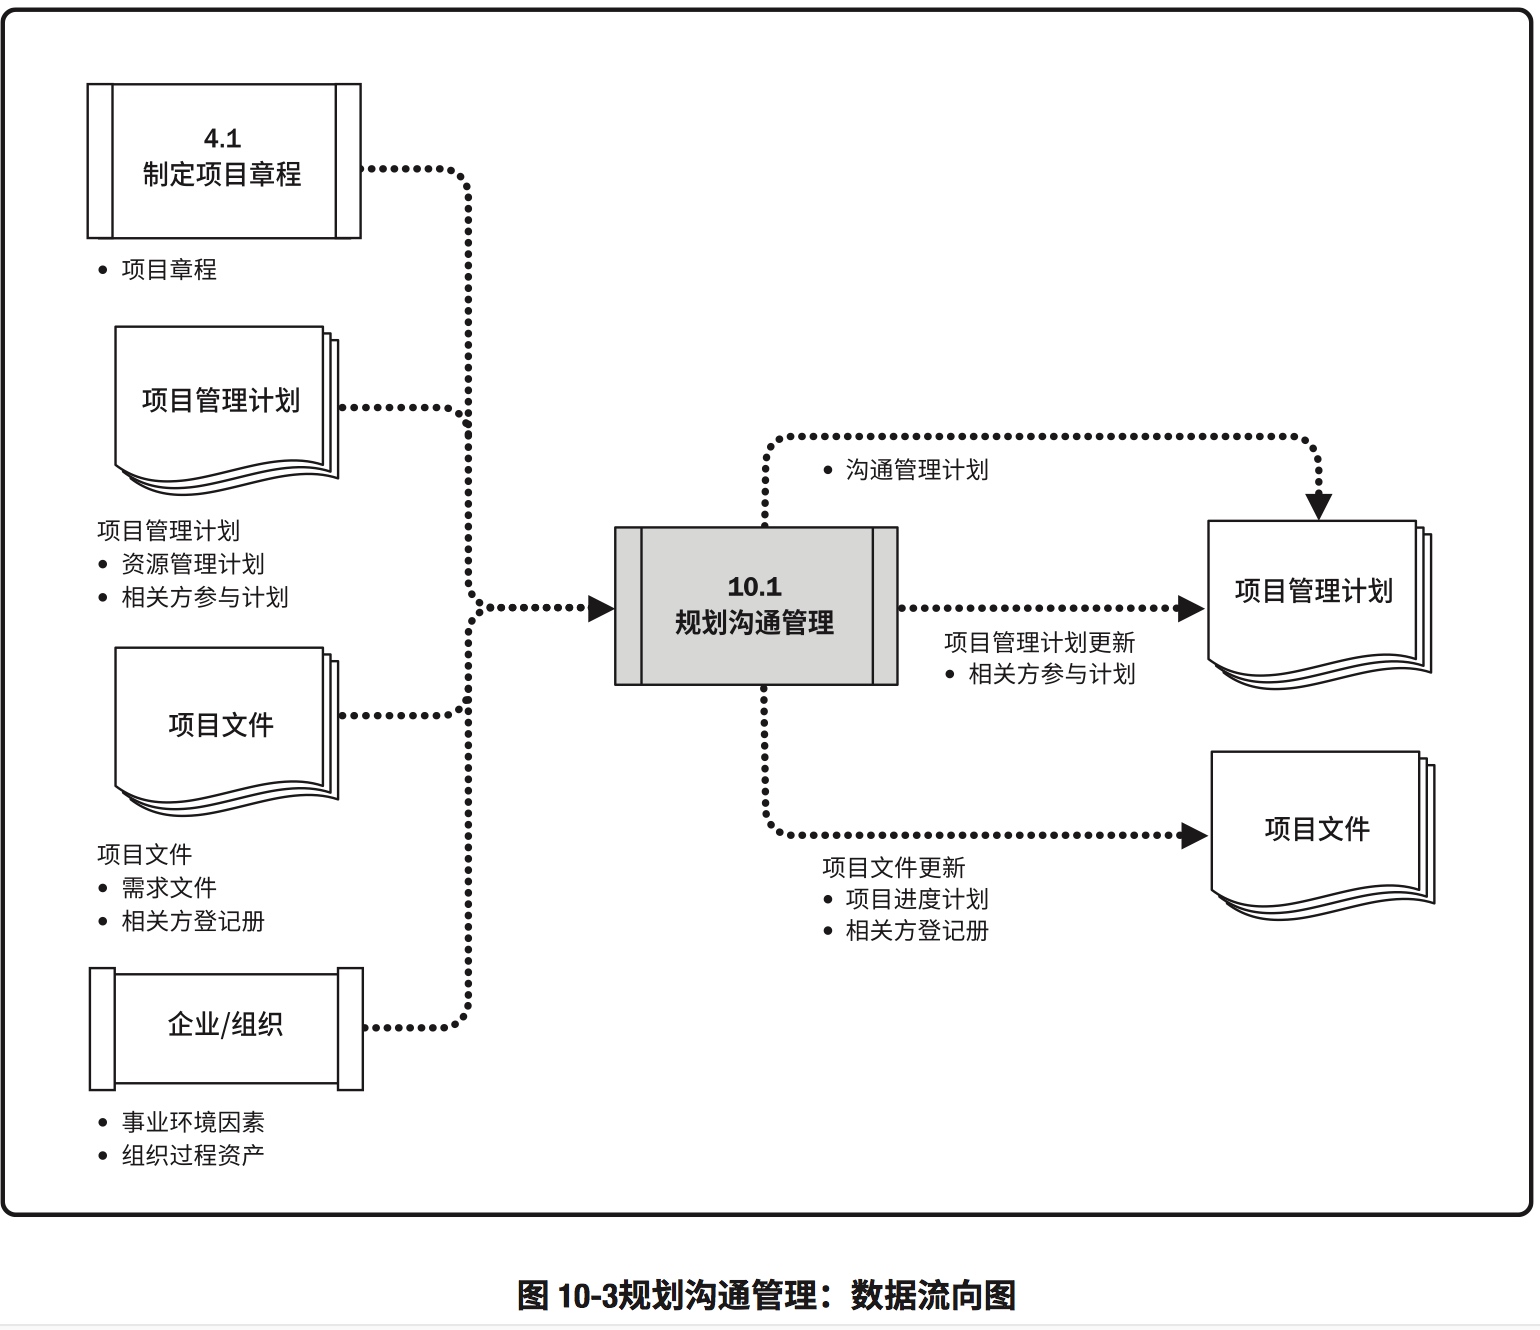 4.1
制定项目章程
• 项目章程
项目管理计划
项目管理计划
• 资源管理计划
• 相关方参与计划
项目文件
项目文件
• 需求文件
• 相关方登记册
企业/组织
• 事业环境因素
• 组织过程资产
10.1
规划沟通管理
• 沟通管理计划
项目管理计划
项目管理计划更新
• 相关方参与计划
项目文件
项目文件更新
• 项目进度计划
• 相关方登记册
图 10-3规划沟通管理：数据流向图